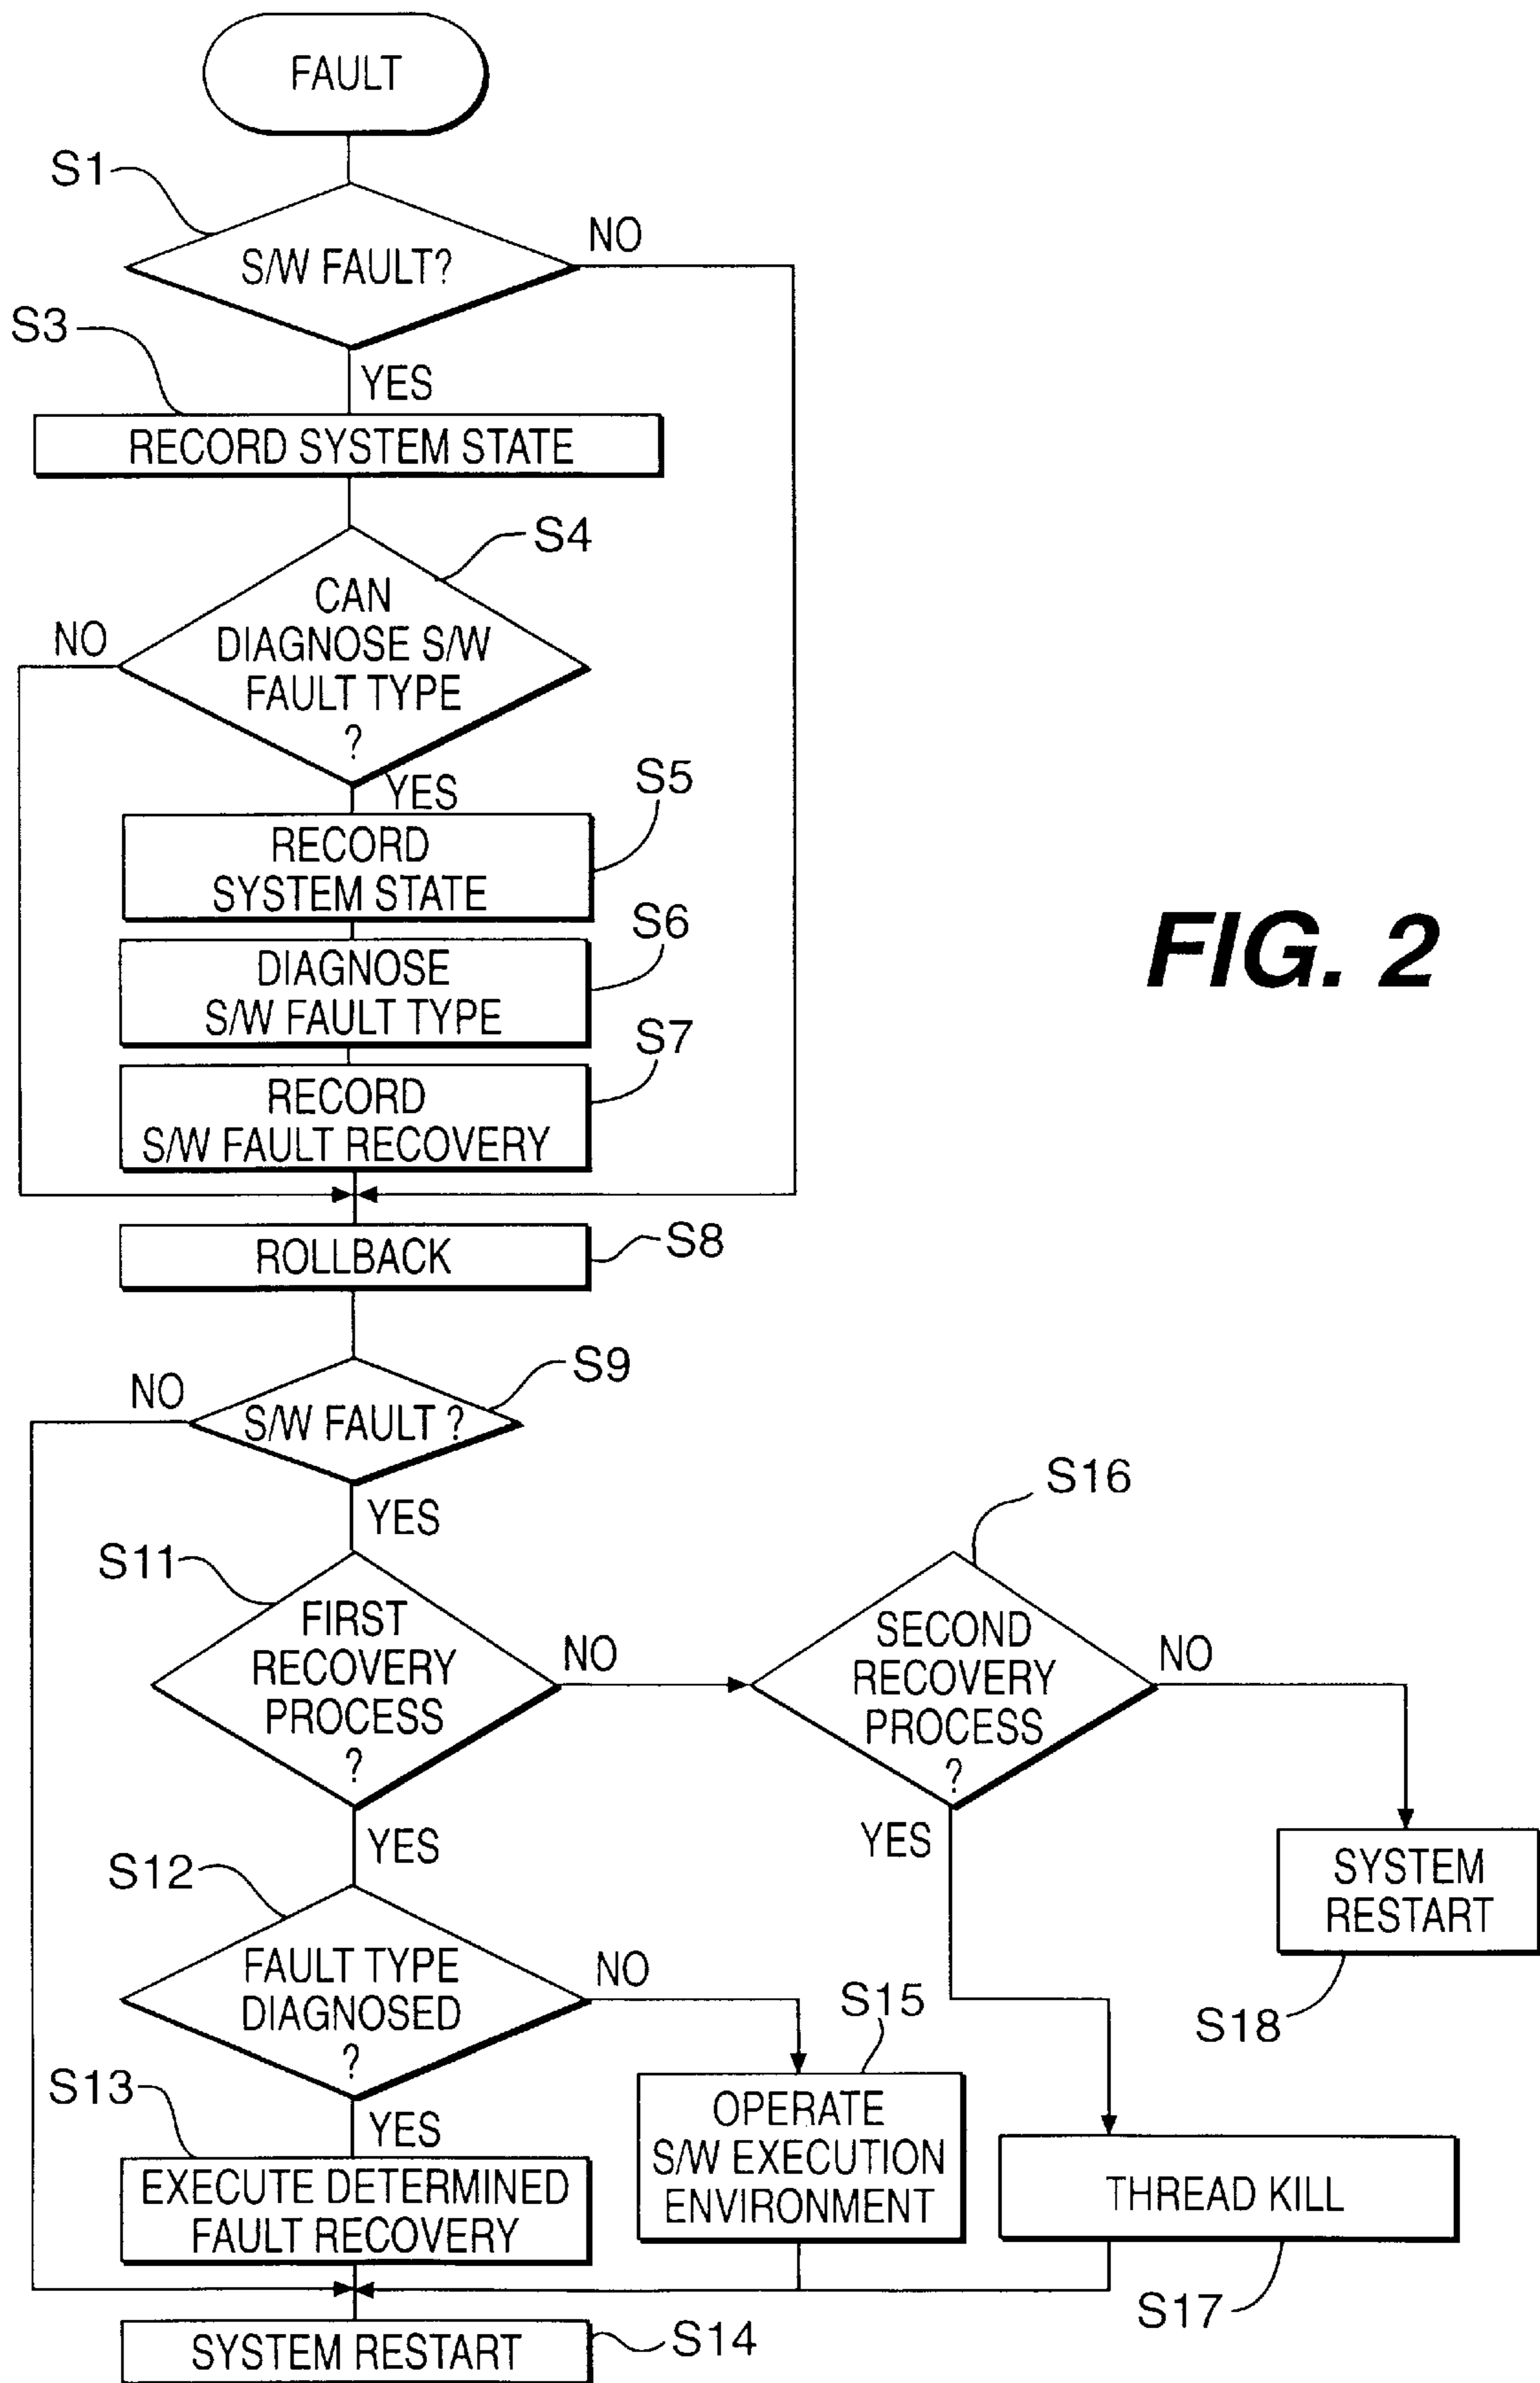 FAULT
S1
S/W FAULT?
NO
S3
YES
RECORD SYSTEM STATE
S4
CAN
DIAGNOSE S/W
FAULT TYPE
?
NO
YES
S5
RECORD
SYSTEM STATE
S6
DIAGNOSE
S/W FAULT TYPE
S7
RECORD
S/W FAULT RECOVERY
FIG. 2
ROLLBACK
S8
S9
NO
S/W FAULT ?
YES
S11
FIRST
RECOVERY
PROCESS
?
NO
S16
SECOND
RECOVERY
PROCESS
?
NO
YES
YES
SYSTEM
RESTART
S18
S12
FAULT TYPE
DIAGNOSED
?
NO
S15
S13
YES
OPERATE
S/W EXECUTION
ENVIRONMENT
THREAD KILL
S17
EXECUTE DETERMINED
FAULT RECOVERY
SYSTEM RESTART
S14